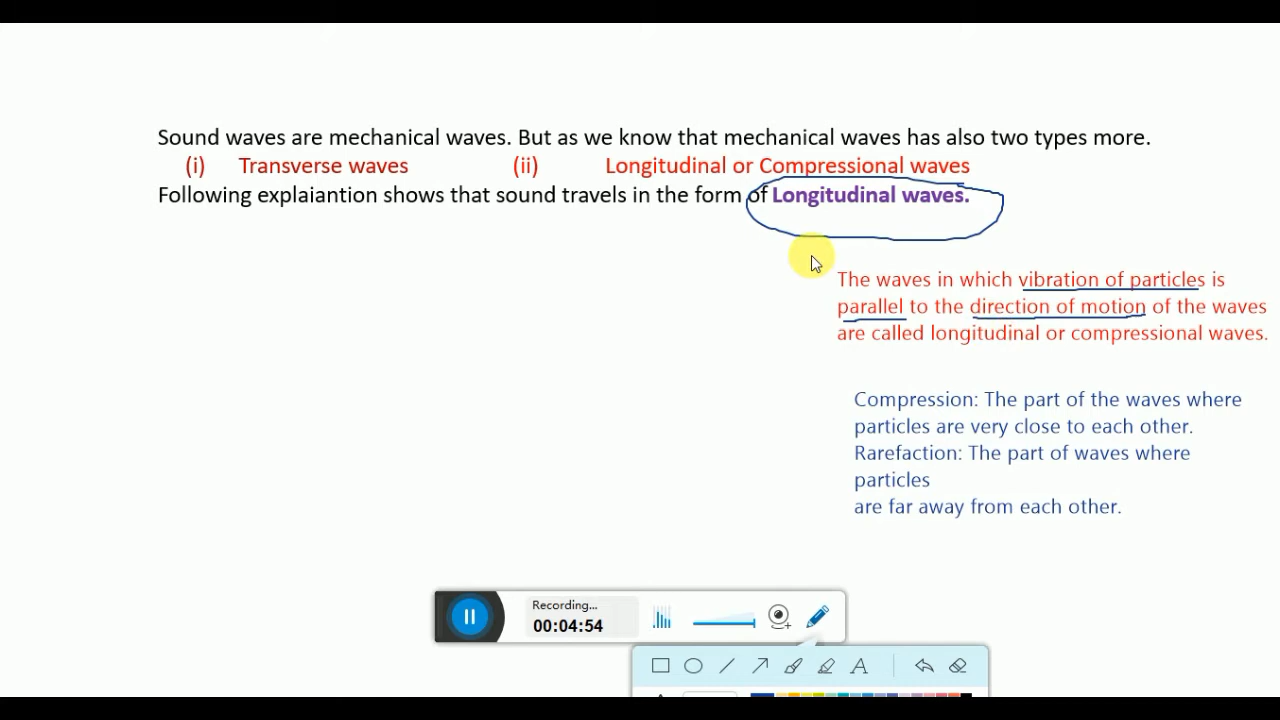 Sound waves are mechanical waves. But as we know that mechanical waves has also two types more.
(i) Transverse waves (ii) Longitudinal or Compressional waves
Following explaiantion shows that sound travels in the form of Longitudinal waves.
The waves in which vibration of particles is
parallel to the direction of motion of the waves
are called longitudinal or compressional waves.
Compression: The part of the waves where
particles are very close to each other.
Rarefaction: The part of waves where
particles
are far away from each other.
Recording...
00:04:54
A